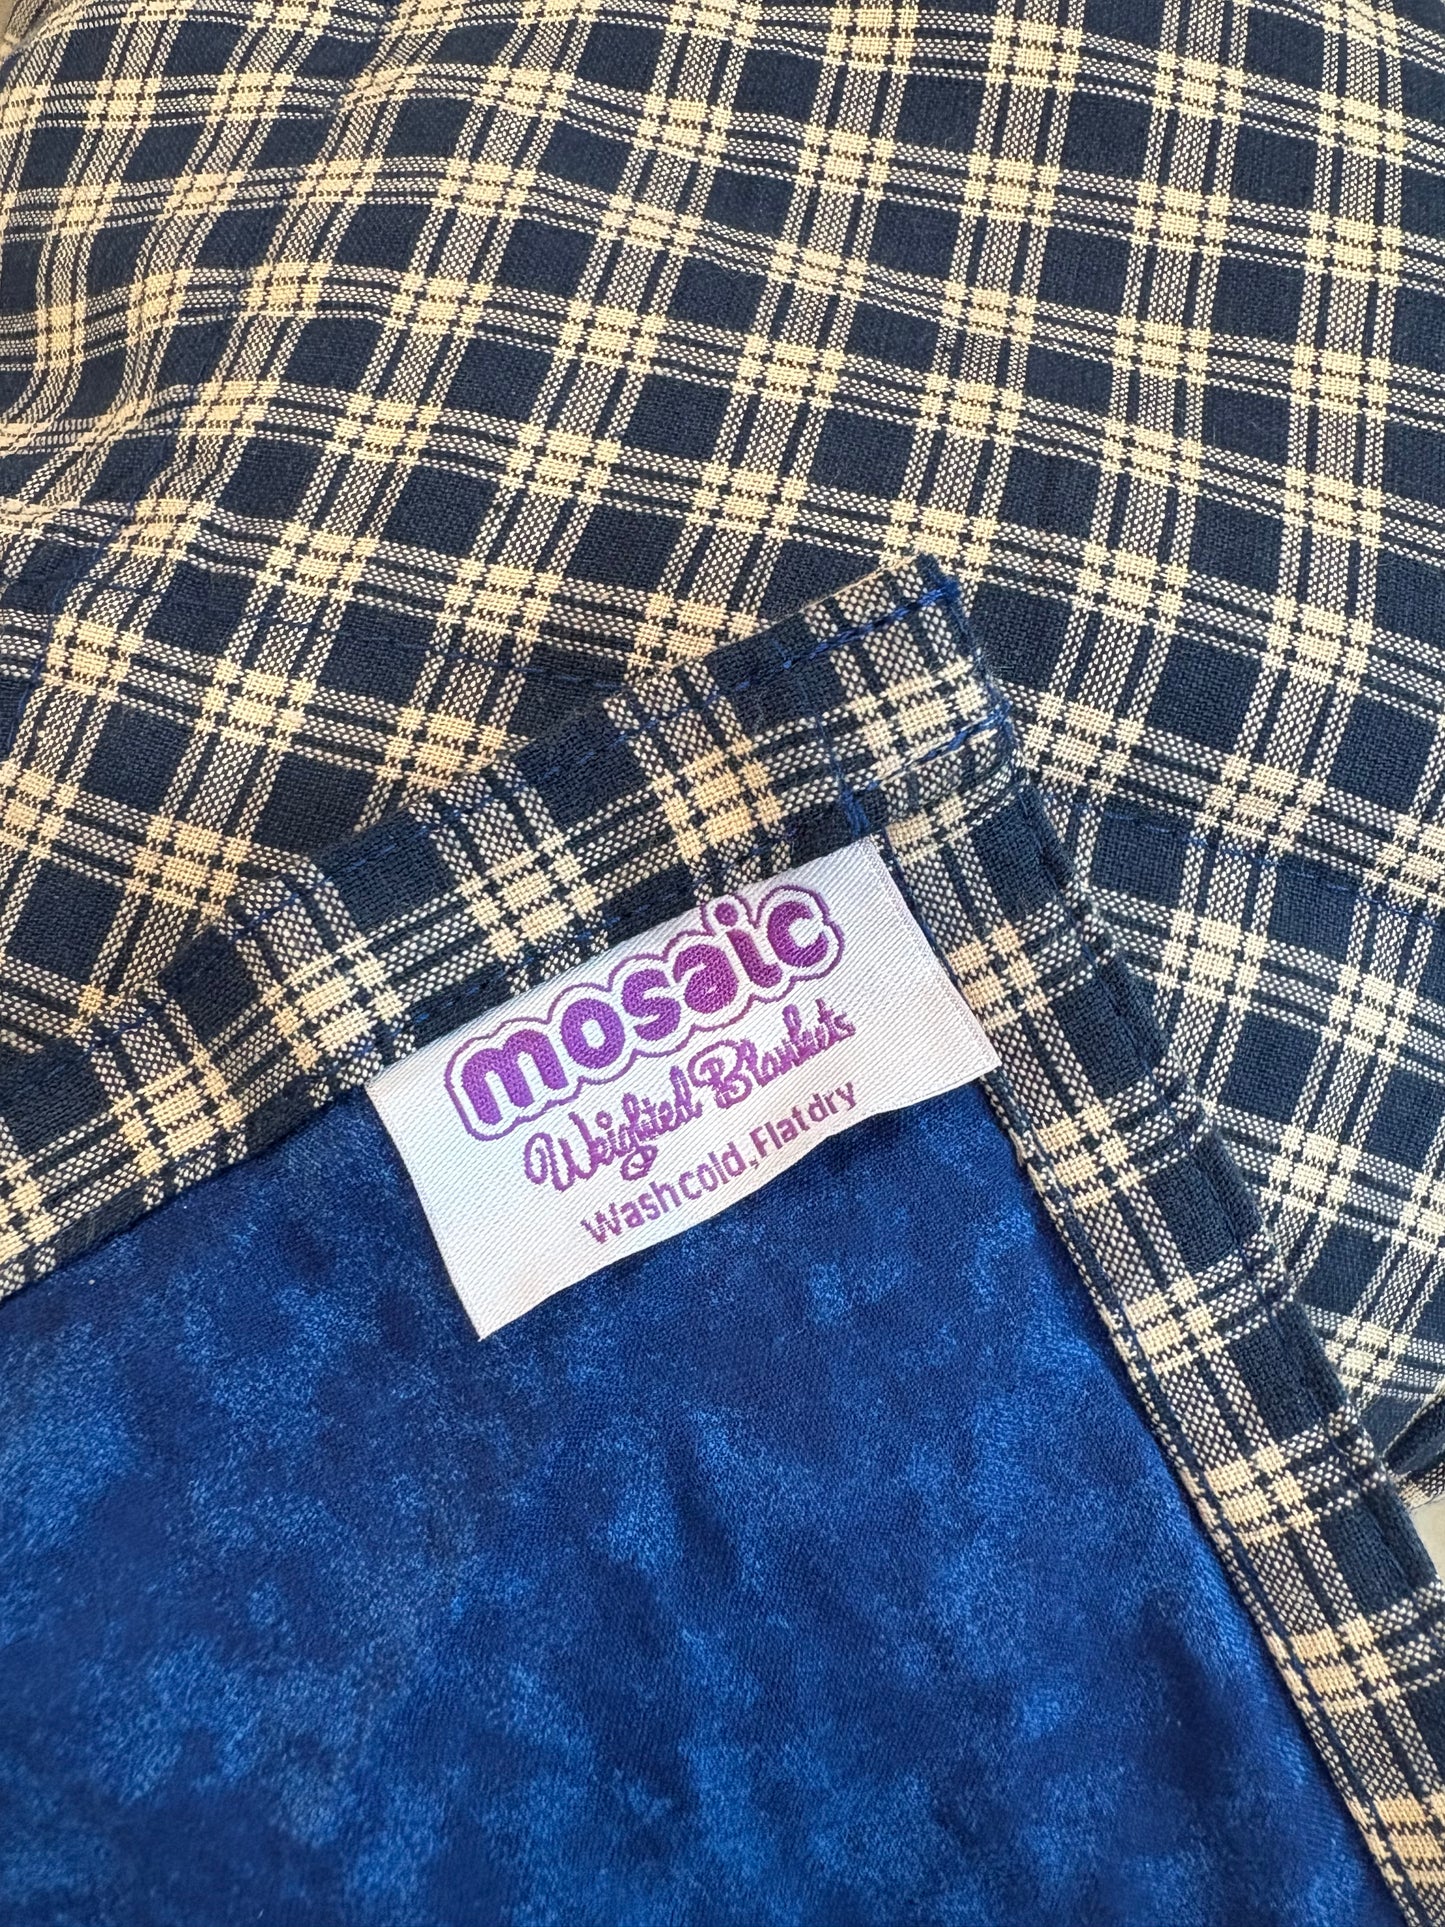 mosaic
Weighted Blankets
Wash cold, Flat dry